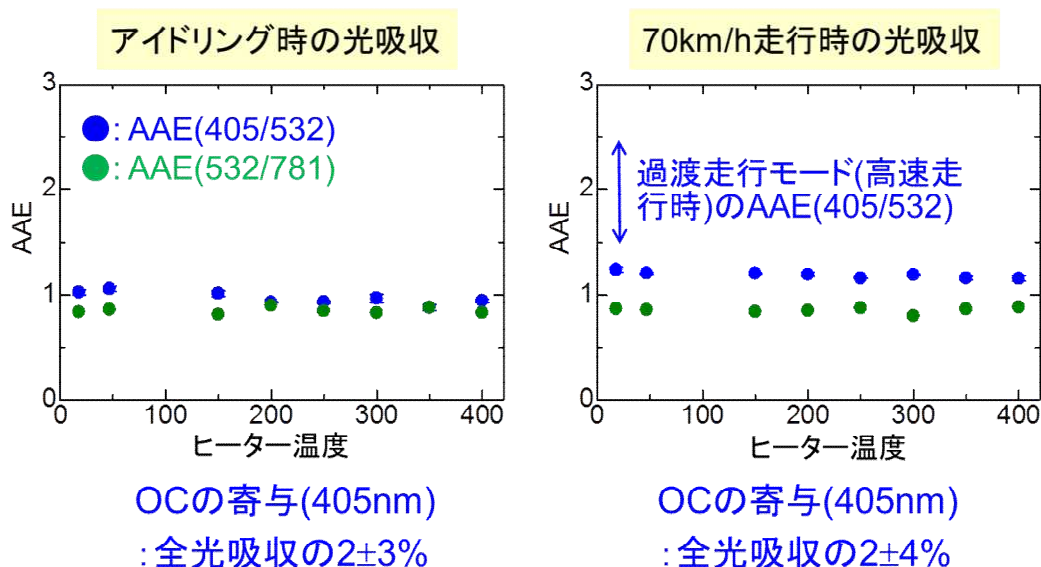 アイドリング時の光吸収
3
2
1
0
AAE
: AAE(405/532)
: AAE(532/781)
0 100 200 300 400
ヒーター温度
OCの寄与(405nm)
: 全光吸収の2±3%
70km/h走行時の光吸収
3
2
1
0
AAE
過渡走行モード(高速走
行時)のAAE(405/532)
0 100 200 300 400
ヒーター温度
OCの寄与(405nm)
: 全光吸収の2±4%